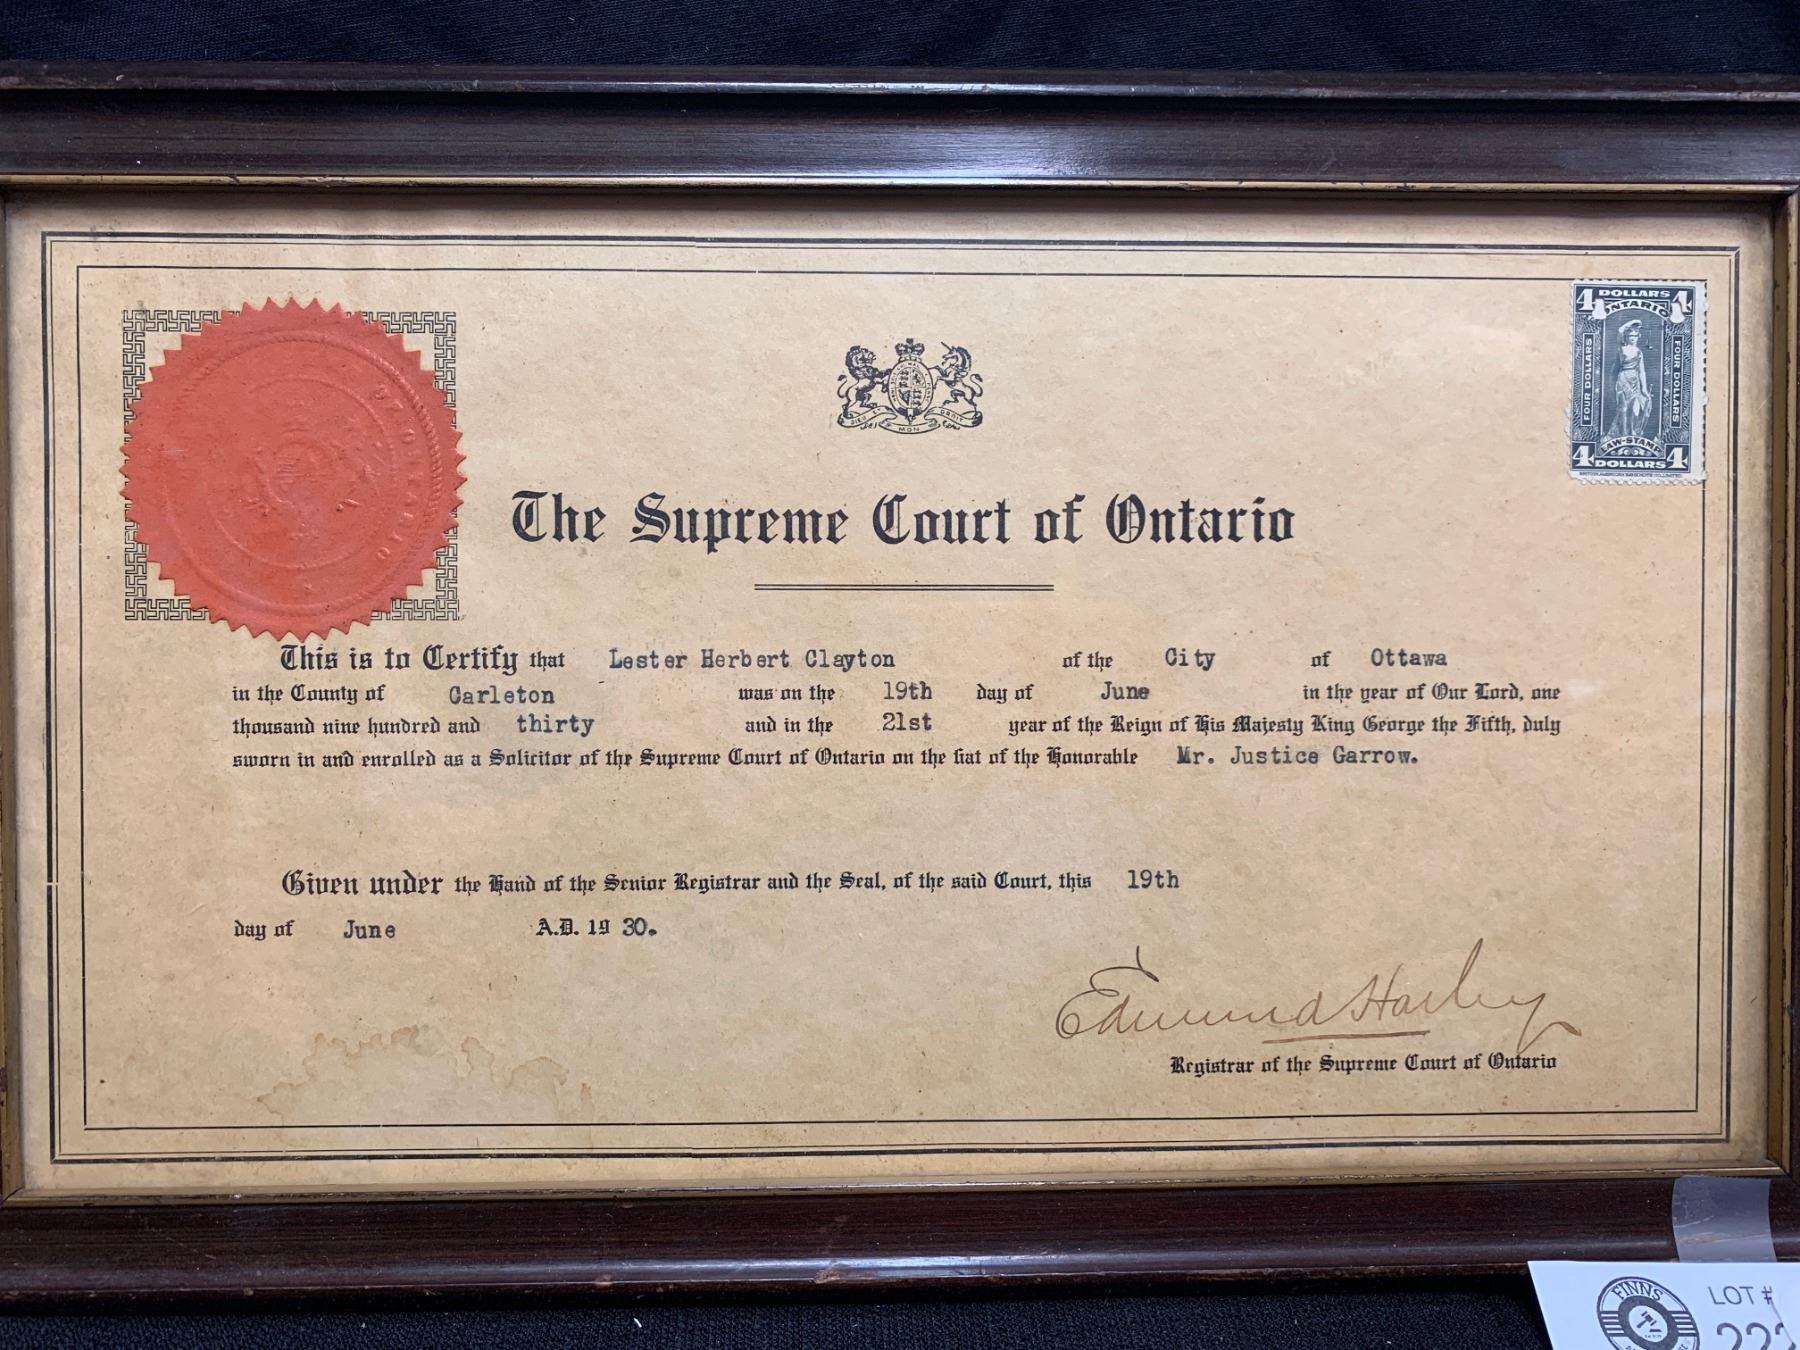 4 DOLLARS 4
ONTARIO
FOUR DOLLARS
FOUR DOLLARS
LAW-STAMP
4 DOLLARS 4
DIEU ET MON DROIT
The Supreme Court of Ontario
This is to Certify that Lester Herbert Clayton of the City of Ottawa
in the County of Carleton was on the 19th day of June in the year of Our Lord, one
thousand nine hundred and thirty and in the 21st year of the Reign of His Majesty King George the Fifth, duly
sworn in and enrolled as a Solicitor of the Supreme Court of Ontario on the fiat of the Honorable Mr. Justice Garrow.
Given under the Hand of the Senior Registrar and the Seal, of the said Court, this 19th
day of June A.D. 19 30.
Edmund Harley
Registrar of the Supreme Court of Ontario
FINNS
LOT #
222